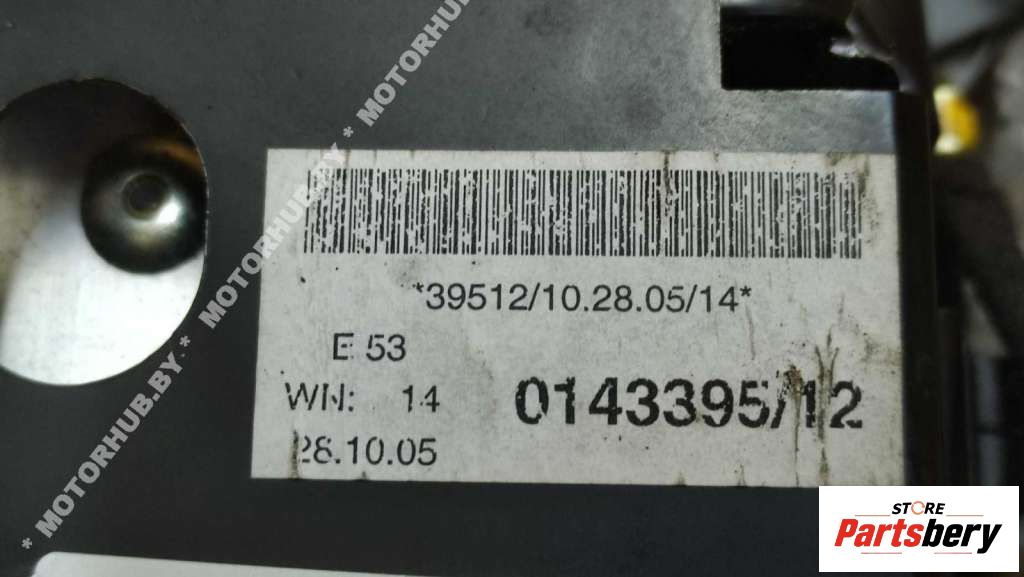 * MOTORHUB.BY * MOTORHUB.BY * MOTORHUB
*39512/10.28.05/14*
E 53
WN: 14 0143395/12
28.10.05
STORE
Partsbery